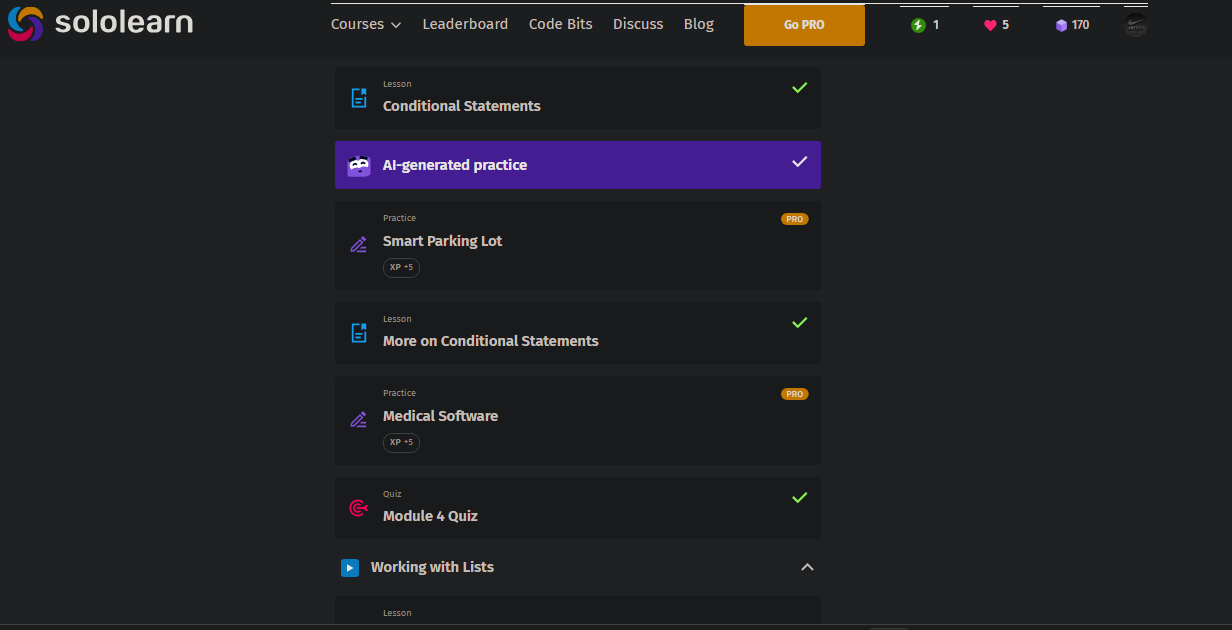 sololearn
Courses Leaderboard Code Bits Discuss Blog Go PRO 1 5 170
Lesson
Conditional Statements
AI-generated practice
Practice PRO
Smart Parking Lot
XP +5
Lesson
More on Conditional Statements
Practice PRO
Medical Software
XP +5
Quiz
Module 4 Quiz
Working with Lists
Lesson